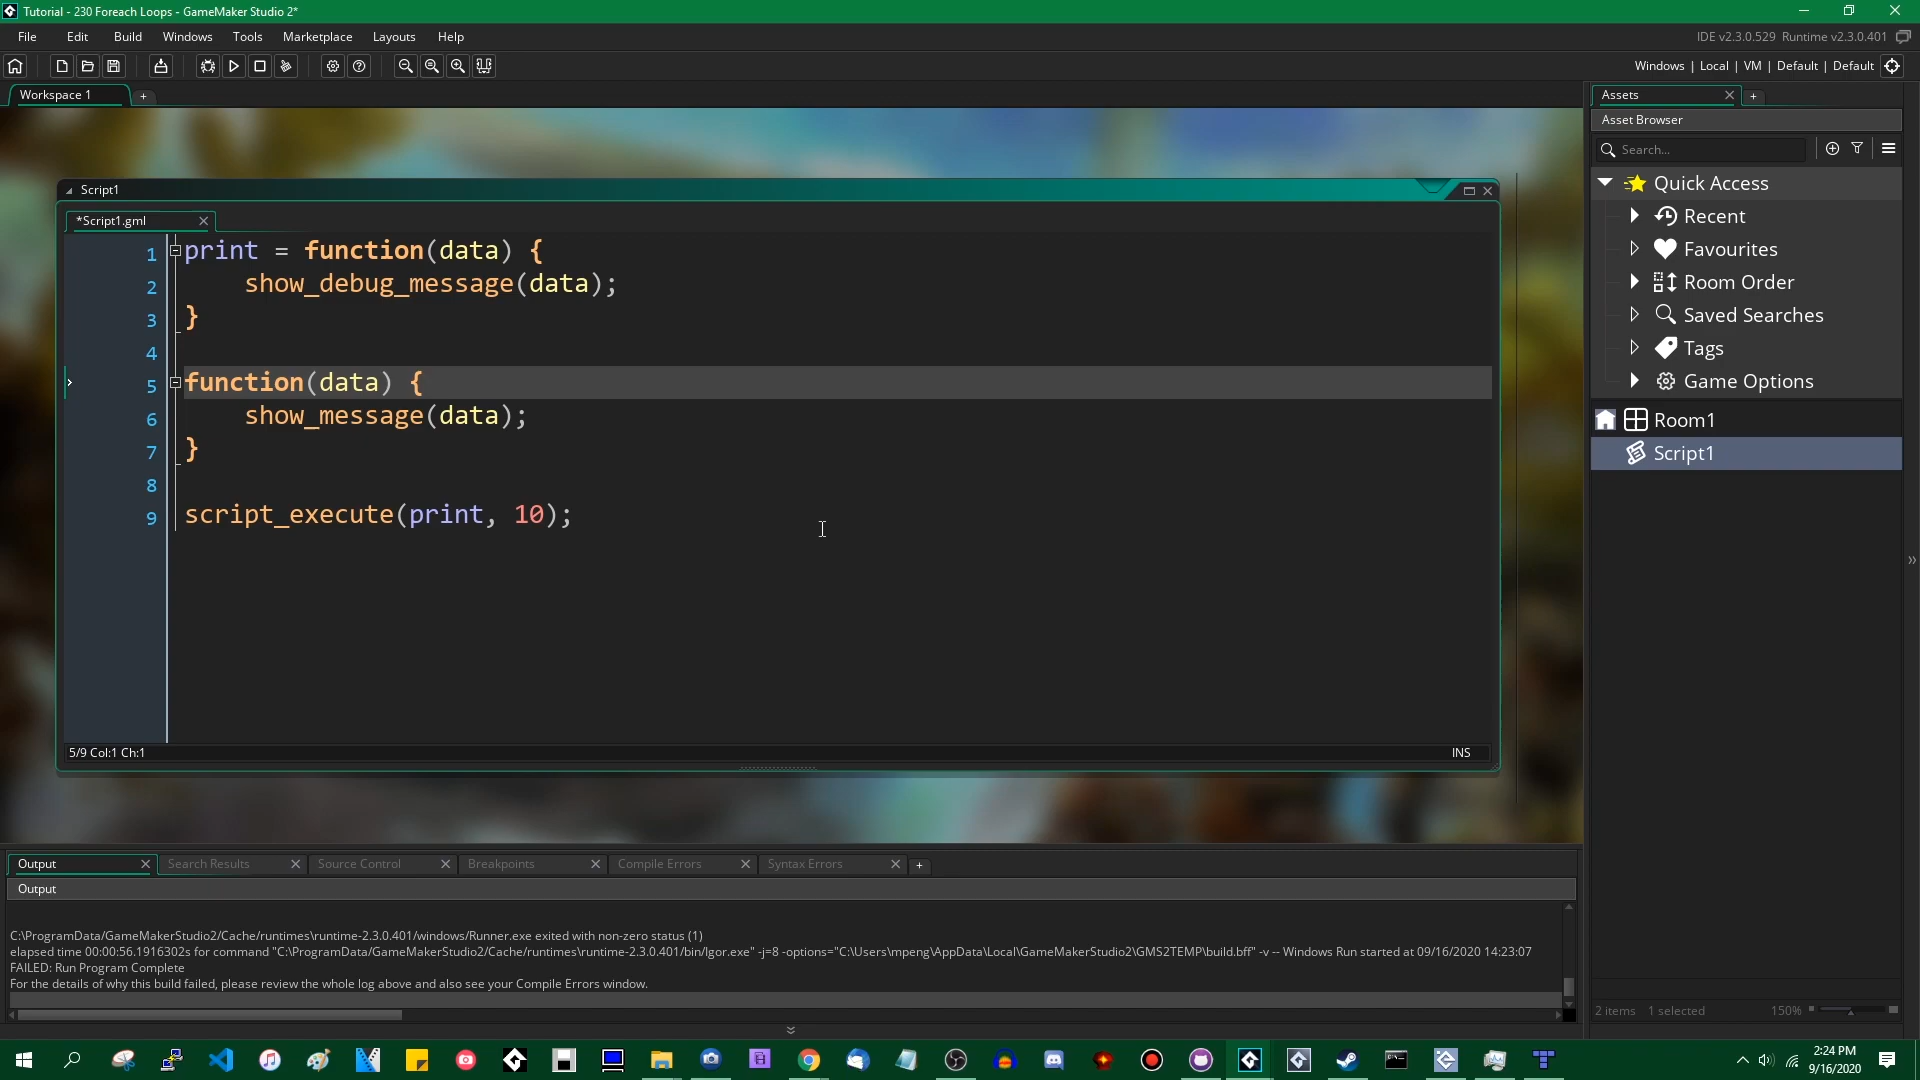 Tutorial - 230 Foreach Loops - GameMaker Studio 2*
File Edit Build Windows Tools Marketplace Layouts Help
IDE v2.3.0.529 Runtime v2.3.0.401
Windows | Local | VM | Default | Default
Workspace 1
+
Assets
+
Asset Browser
Search...
Quick Access
Recent
Favourites
Room Order
Saved Searches
Tags
Game Options
Room1
Script1
2 items 1 selected 150%
Script1
*Script1.gml
1 print = function(data) {
2 show_debug_message(data);
3 }
4
5 function(data) {
6 show_message(data);
7 }
8
9 script_execute(print, 10);
5/9 Col:1 Ch:1
INS
Output Search Results Source Control Breakpoints Compile Errors Syntax Errors +
Output
C:\ProgramData/GameMakerStudio2/Cache/runtimes\runtime-2.3.0.401/windows/Runner.exe exited with non-zero status (1)
elapsed time 00:00:56.1916302s for command "C:\ProgramData/GameMakerStudio2/Cache/runtimes\runtime-2.3.0.401/bin/Igor.exe" -j=8 -options="C:\Users\mpeng\AppData\Local\GameMakerStudio2\GMS2TEMP\build.bff" -v -- Windows Run started at 09/16/2020 14:23:07
FAILED: Run Program Complete
For the details of why this build failed, please review the whole log above and also see your Compile Errors window.
2:24 PM
9/16/2020